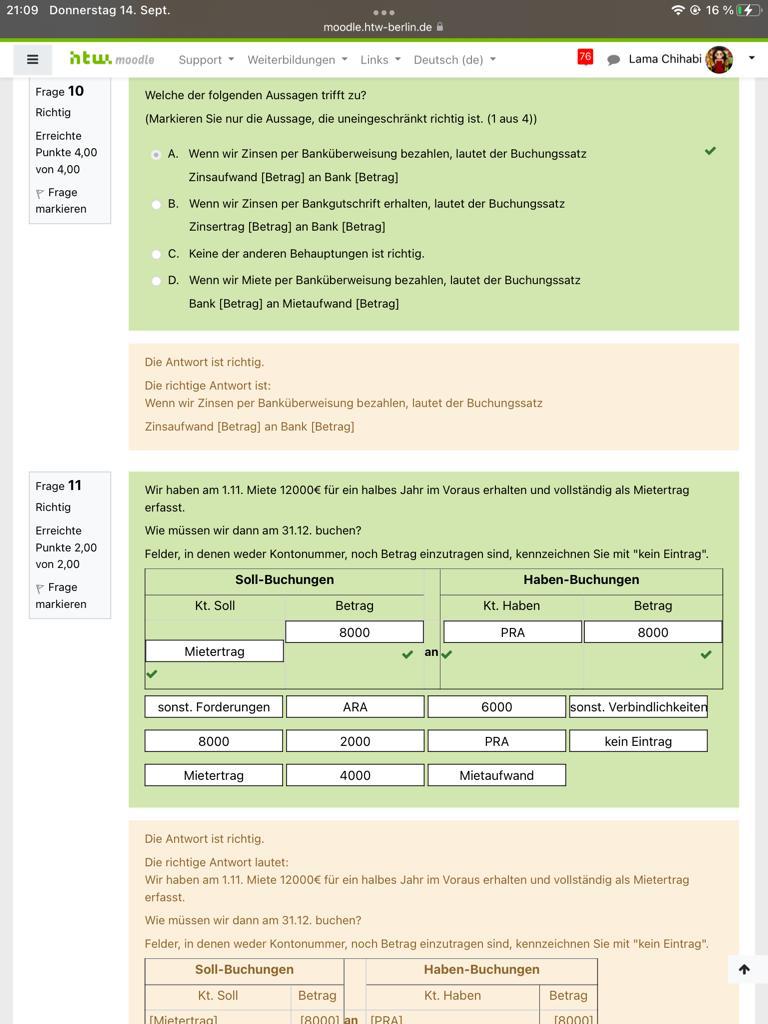 21:09 Donnerstag 14. Sept.
16 %
moodle.htw-berlin.de
htw. moodle
Support
Weiterbildungen
Links
Deutsch (de)
76
Lama Chihabi
Frage 10
Richtig
Erreichte
Punkte 4,00
von 4,00
Frage
markieren
Welche der folgenden Aussagen trifft zu?
(Markieren Sie nur die Aussage, die uneingeschränkt richtig ist. (1 aus 4))
A. Wenn wir Zinsen per Banküberweisung bezahlen, lautet der Buchungssatz
Zinsaufwand [Betrag] an Bank [Betrag]
B. Wenn wir Zinsen per Bankgutschrift erhalten, lautet der Buchungssatz
Zinsertrag [Betrag] an Bank [Betrag]
C. Keine der anderen Behauptungen ist richtig.
D. Wenn wir Miete per Banküberweisung bezahlen, lautet der Buchungssatz
Bank [Betrag] an Mietaufwand [Betrag]
Die Antwort ist richtig.
Die richtige Antwort ist:
Wenn wir Zinsen per Banküberweisung bezahlen, lautet der Buchungssatz
Zinsaufwand [Betrag] an Bank [Betrag]
Frage 11
Richtig
Erreichte
Punkte 2,00
von 2,00
Frage
markieren
Wir haben am 1.11. Miete 12000€ für ein halbes Jahr im Voraus erhalten und vollständig als Mietertrag
erfasst.
Wie müssen wir dann am 31.12. buchen?
Felder, in denen weder Kontonummer, noch Betrag einzutragen sind, kennzeichnen Sie mit "kein Eintrag".
Soll-Buchungen Haben-Buchungen
Kt. Soll Betrag Kt. Haben Betrag
8000 PRA 8000
Mietertrag an
sonst. Forderungen ARA 6000 sonst. Verbindlichkeiten
8000 2000 PRA kein Eintrag
Mietertrag 4000 Mietaufwand
Die Antwort ist richtig.
Die richtige Antwort lautet:
Wir haben am 1.11. Miete 12000€ für ein halbes Jahr im Voraus erhalten und vollständig als Mietertrag
erfasst.
Wie müssen wir dann am 31.12. buchen?
Felder, in denen weder Kontonummer, noch Betrag einzutragen sind, kennzeichnen Sie mit "kein Eintrag".
Soll-Buchungen Haben-Buchungen
Kt. Soll Betrag Kt. Haben Betrag
[Mietertrag] [8000] an [PRA] [8000]